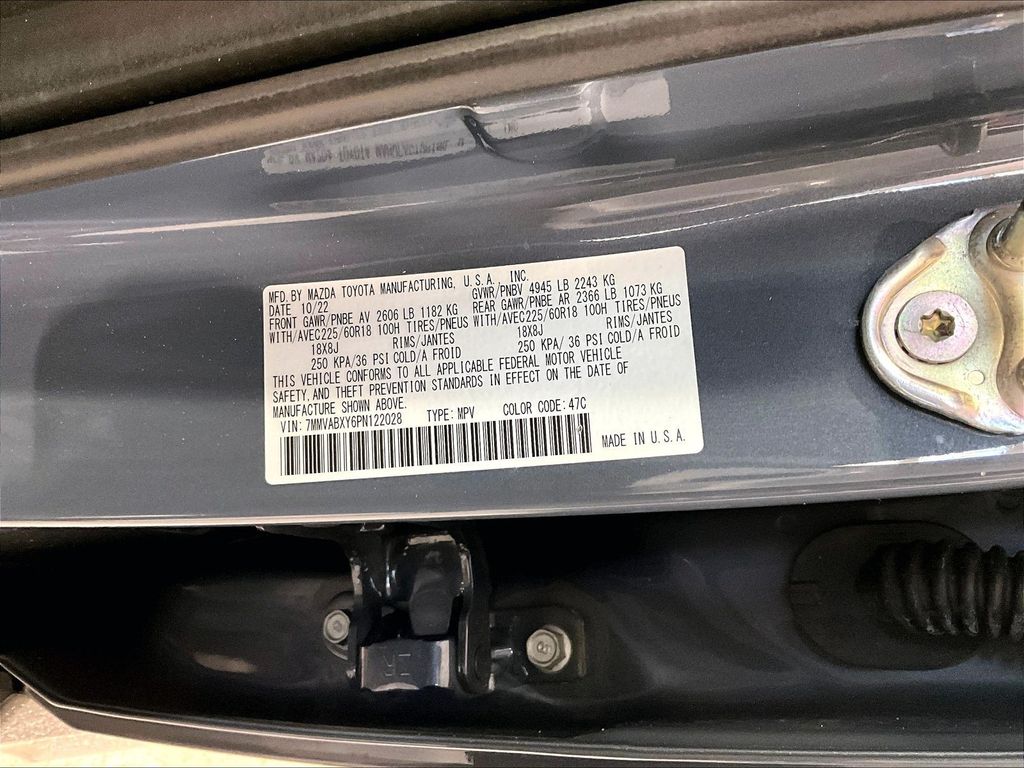 MFD. BY MAZDA TOYOTA MANUFACTURING, U.S.A., INC.
DATE 10/22 GVWR/PNBV 4945 LB 2243 KG
FRONT GAWR/PNBE AV 2606 LB 1182 KG REAR GAWR/PNBE AR 2366 LB 1073 KG
WITH/AVEC225/60R18 100H TIRES/PNEUS WITH/AVEC225/60R18 100H TIRES/PNEUS
18X8J RIMS/JANTES 18X8J RIMS/JANTES
250 KPA/ 36 PSI COLD/A FROID 250 KPA/ 36 PSI COLD/A FROID
THIS VEHICLE CONFORMS TO ALL APPLICABLE FEDERAL MOTOR VEHICLE
SAFETY, AND THEFT PREVENTION STANDARDS IN EFFECT ON THE DATE OF
MANUFACTURE SHOWN ABOVE.
VIN: 7MMVABXY6PN122028 TYPE: MPV COLOR CODE: 47C
MADE IN U.S.A.